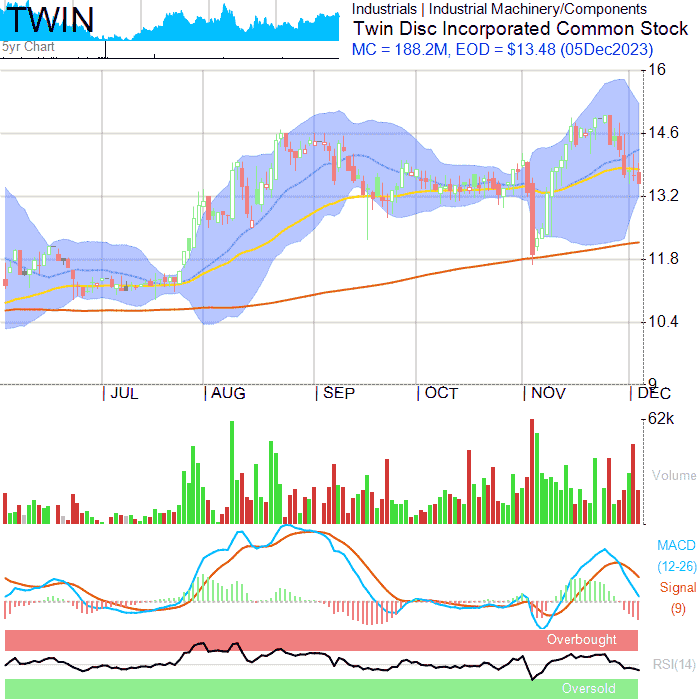 TWIN
5yr Chart
Industrials | Industrial Machinery/Components
Twin Disc Incorporated Common Stock
MC = 188.2M, EOD = $13.48 (05Dec2023)
16
14.6
13.2
11.8
10.4
9
JUL AUG SEP OCT NOV DEC
62k
Volume
MACD
(12-26)
Signal
(9)
Overbought
RSI(14)
Oversold